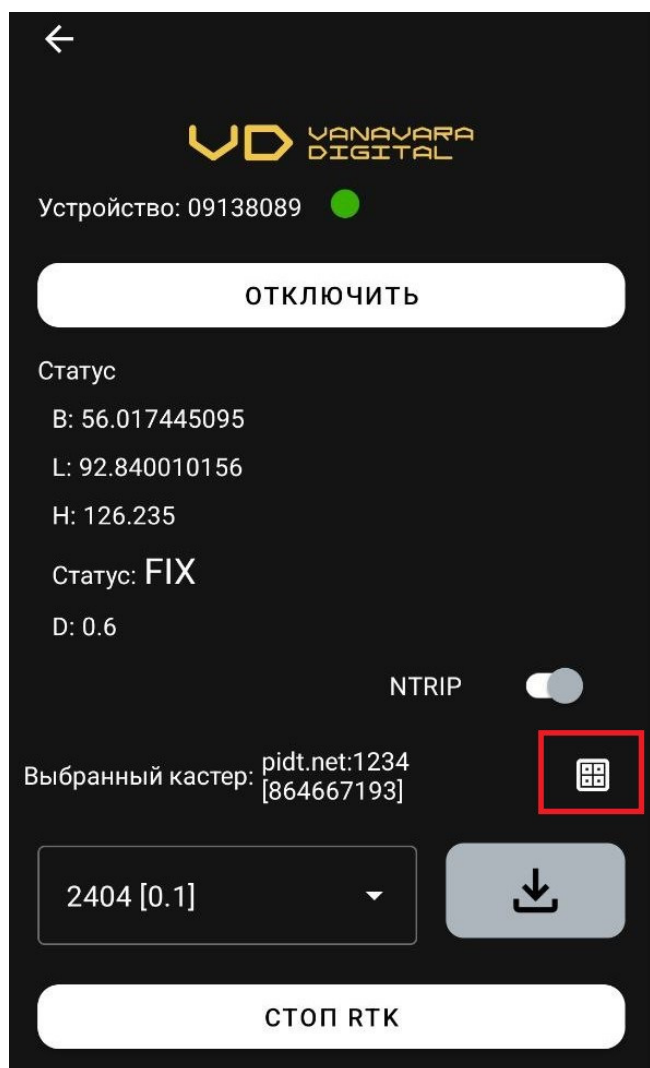 VD VANAVARA
DIGITAL
Устройство: 09138089
ОТКЛЮЧИТЬ
Статус
B: 56.017445095
L: 92.840010156
H: 126.235
Статус: FIX
D: 0.6
NTRIP
Выбранный кастер: pidt.net:1234
[864667193]
2404 [0.1]
СТОП RTK